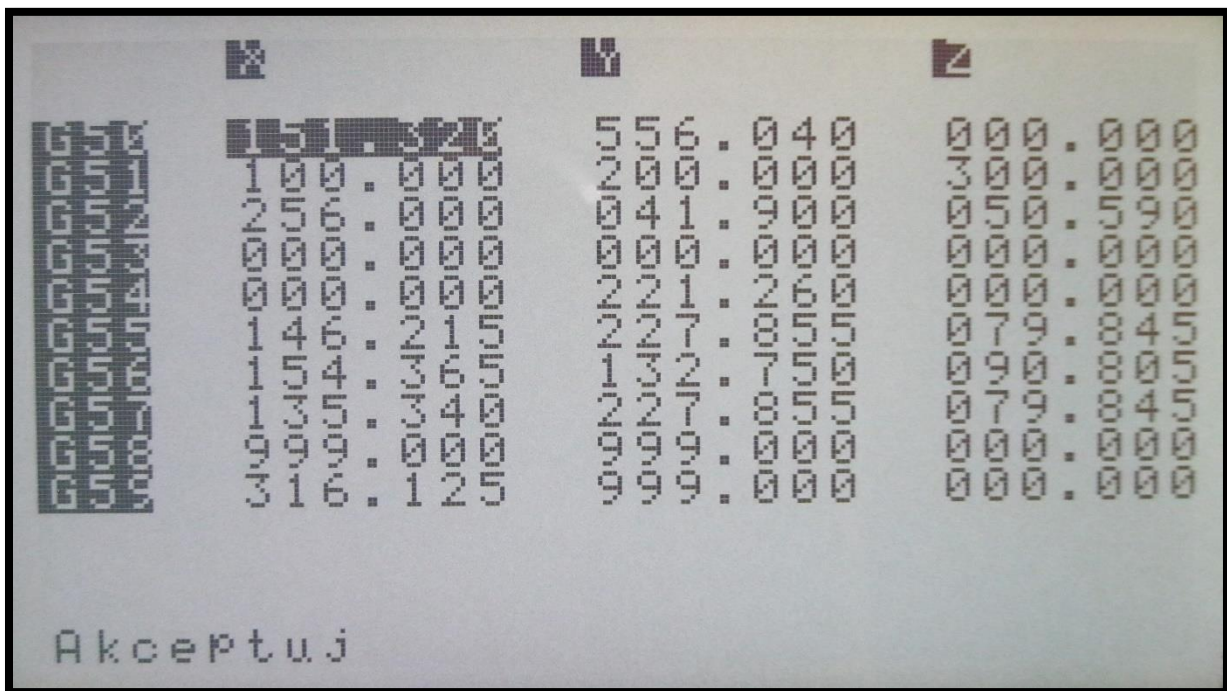 X Y Z
G50 151.320 556.040 000.000
G51 100.000 200.000 300.000
G52 256.000 041.900 050.590
G53 000.000 000.000 000.000
G54 000.000 221.260 000.000
G55 146.215 227.855 079.845
G56 154.365 132.750 090.805
G57 135.340 227.855 079.845
G58 999.000 999.000 000.000
G59 316.125 999.000 000.000
Akceptuj